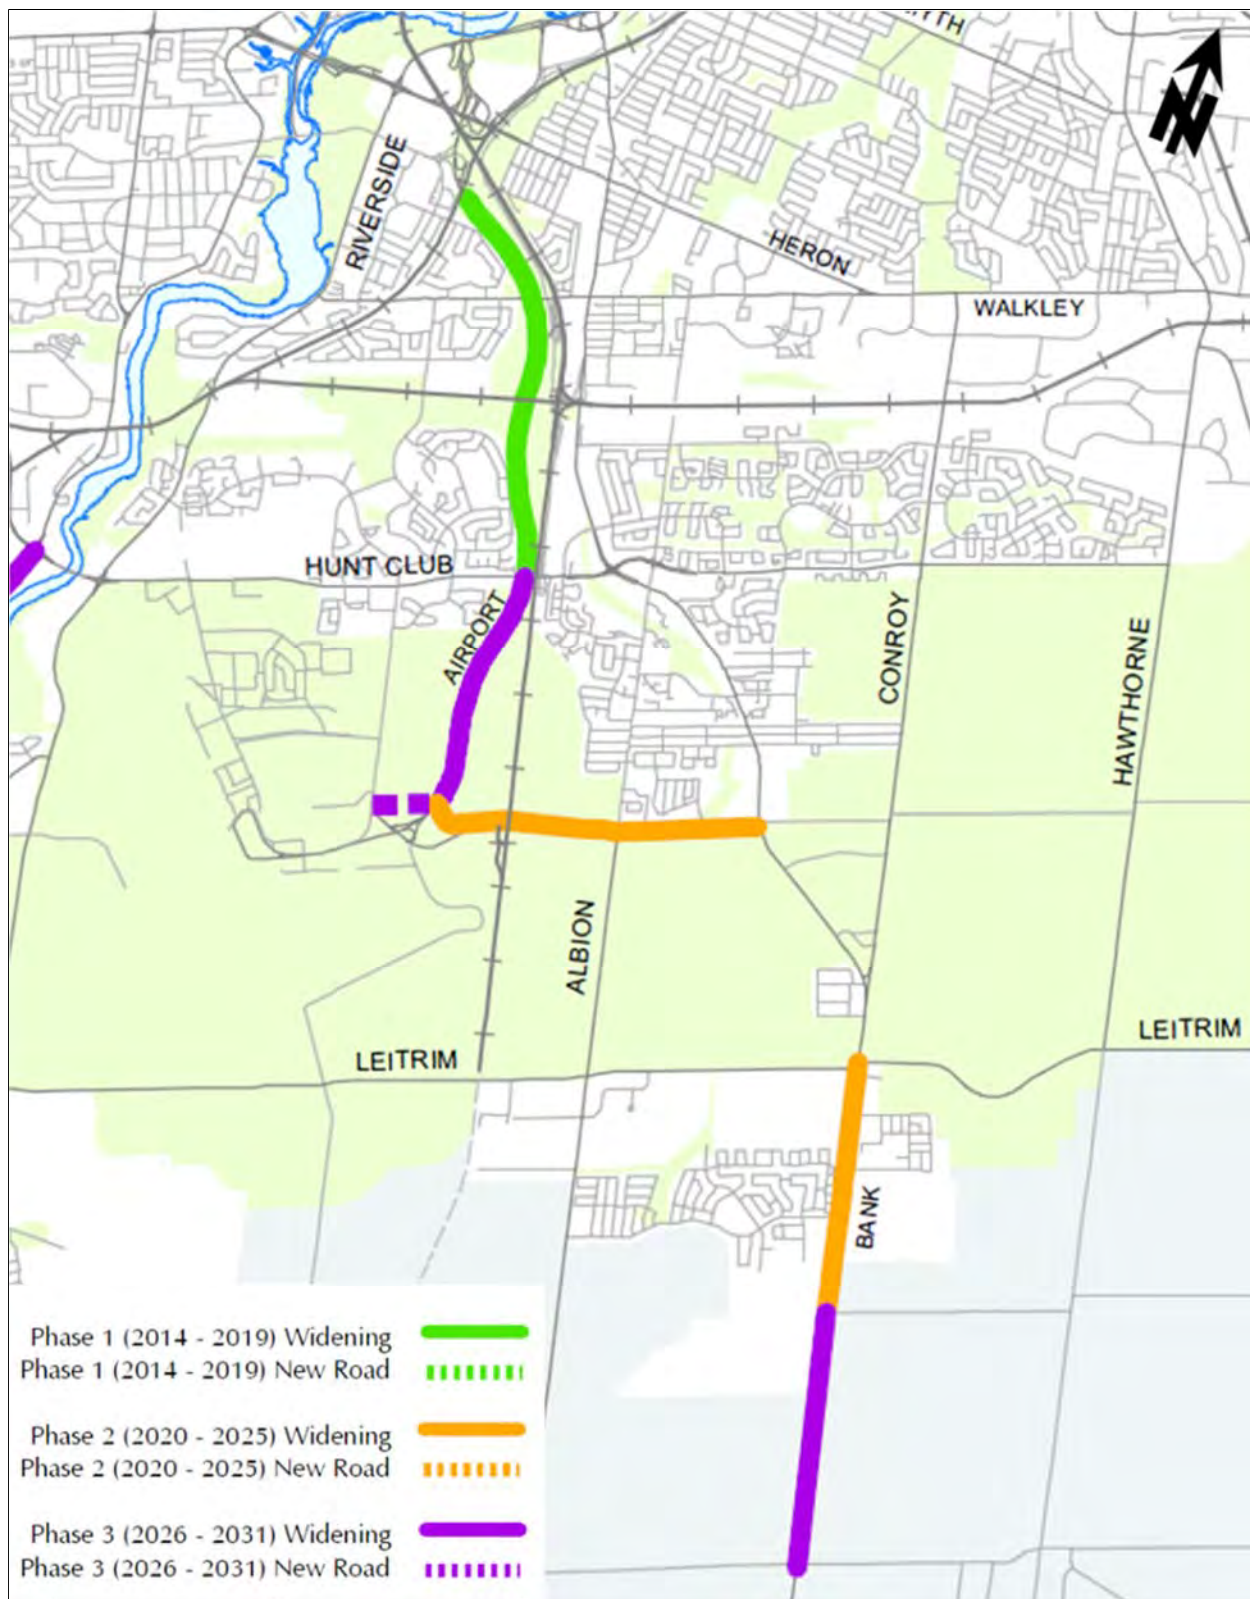 RIVERSIDE
HERON
WALKLEY
HUNT CLUB
AIRPORT
CONROY
HAWTHORNE
ALBION
LEITRIM
LEITRIM
BANK
N
Phase 1 (2014 - 2019) Widening
Phase 1 (2014 - 2019) New Road
Phase 2 (2020 - 2025) Widening
Phase 2 (2020 - 2025) New Road
Phase 3 (2026 - 2031) Widening
Phase 3 (2026 - 2031) New Road